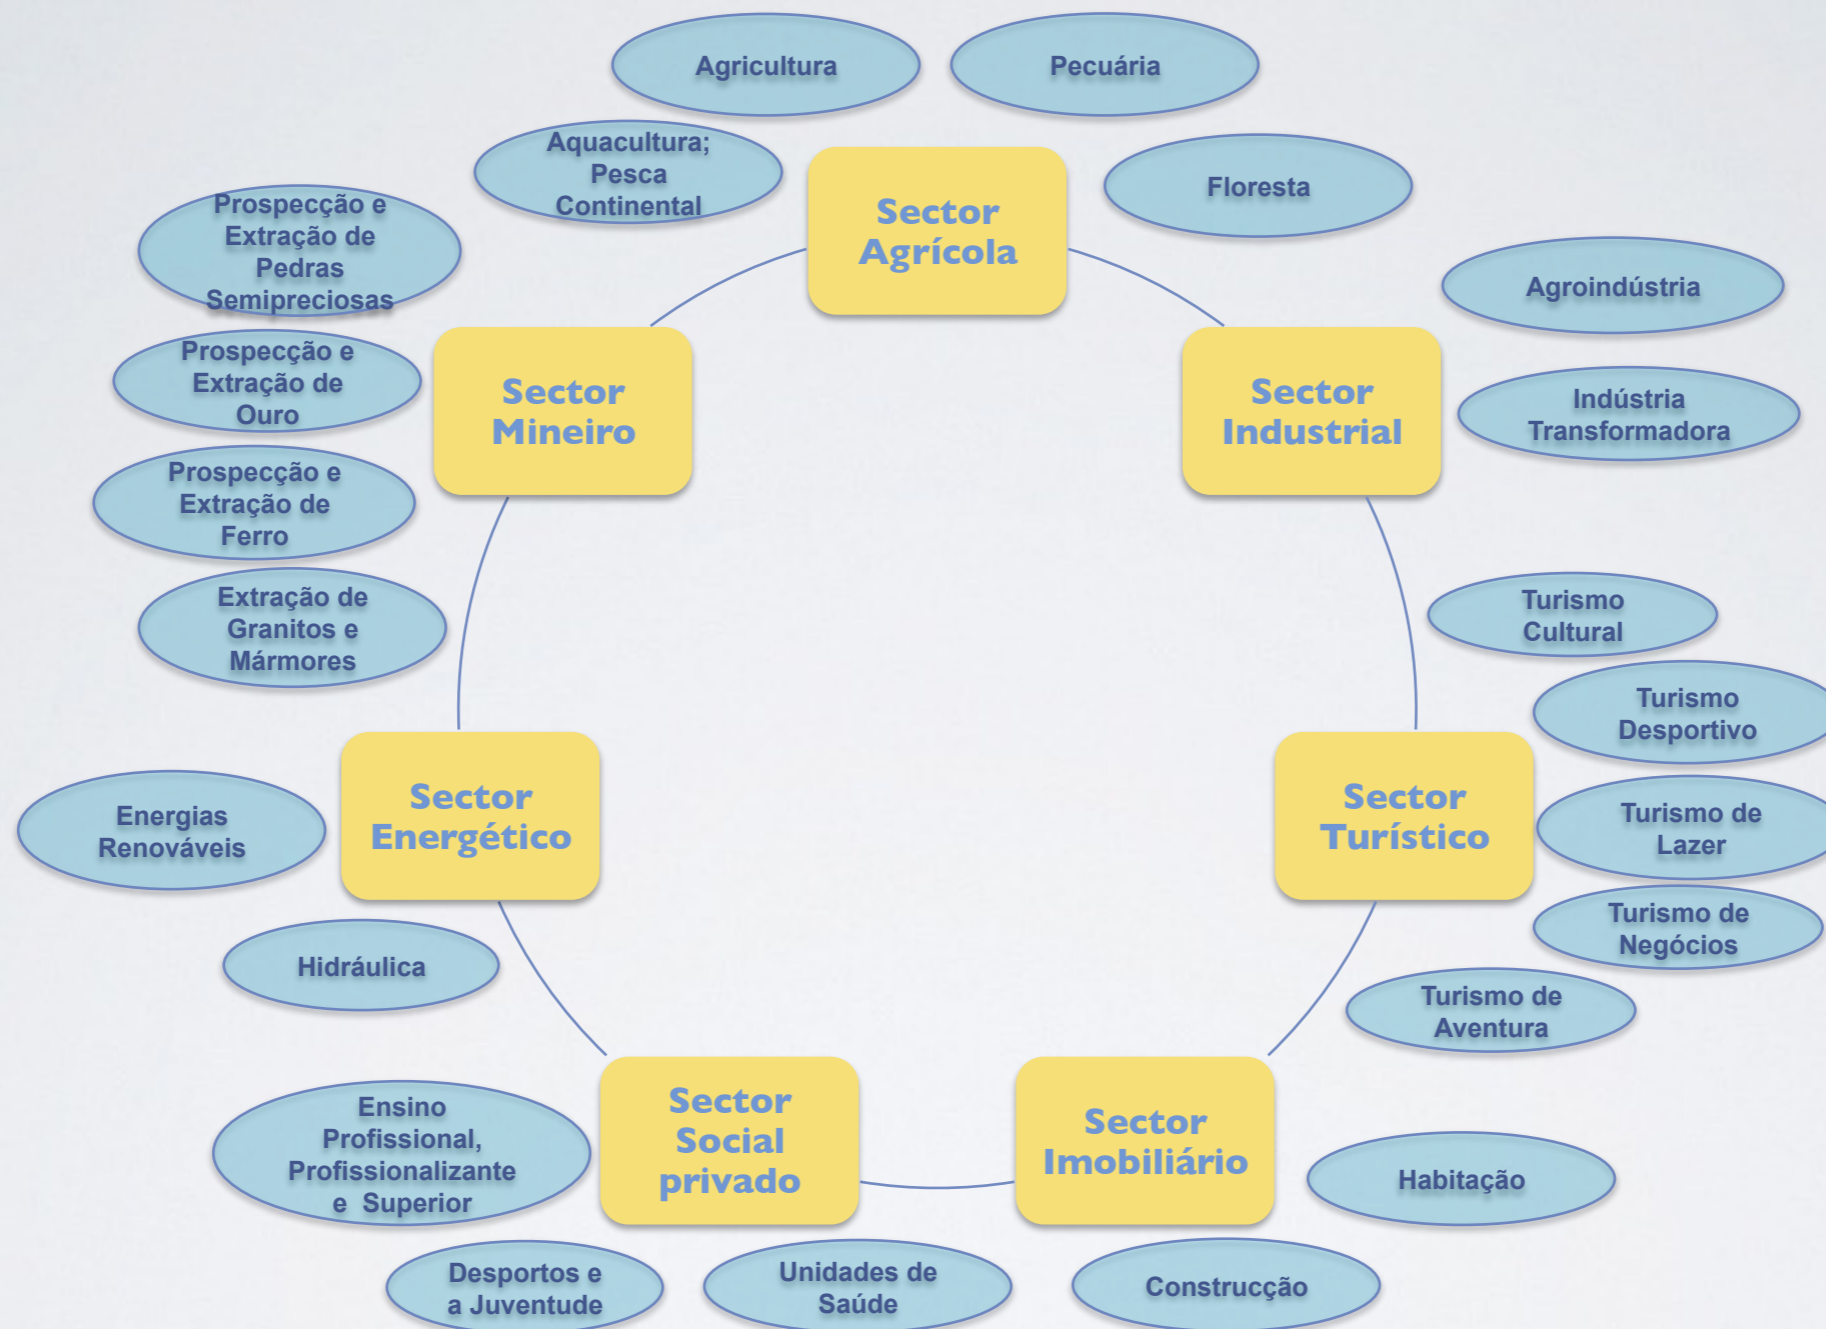 Agricultura
Pecuária
Aquacultura;
Pesca
Continental
Floresta
Sector
Agrícola
Prospecção e
Extração de
Pedras
Semipreciosas
Agroindústria
Prospecção e
Extração de
Ouro
Sector
Mineiro
Sector
Industrial
Indústria
Transformadora
Prospecção e
Extração de
Ferro
Extração de
Granitos e
Mármores
Turismo
Cultural
Turismo
Desportivo
Energias
Renováveis
Sector
Energético
Sector
Turístico
Turismo de
Lazer
Turismo de
Negócios
Hidráulica
Turismo de
Aventura
Ensino
Profissional,
Profissionalizante
e  Superior
Sector
Social
privado
Sector
Imobiliário
Habitação
Desportos e
a Juventude
Unidades de
Saúde
Construcção